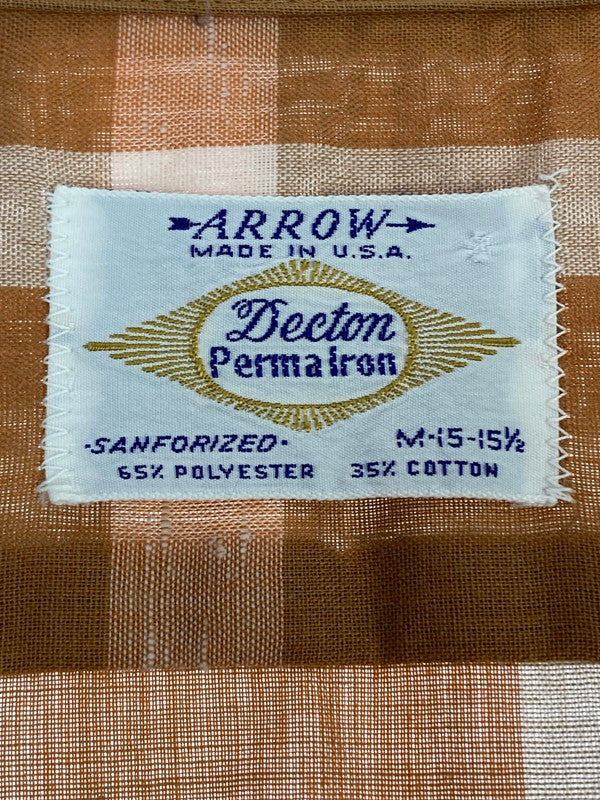 ARROW
MADE IN U.S.A.
Decton
PermaIron
·SANFORIZED· M·15-15½
65% POLYESTER 35% COTTON